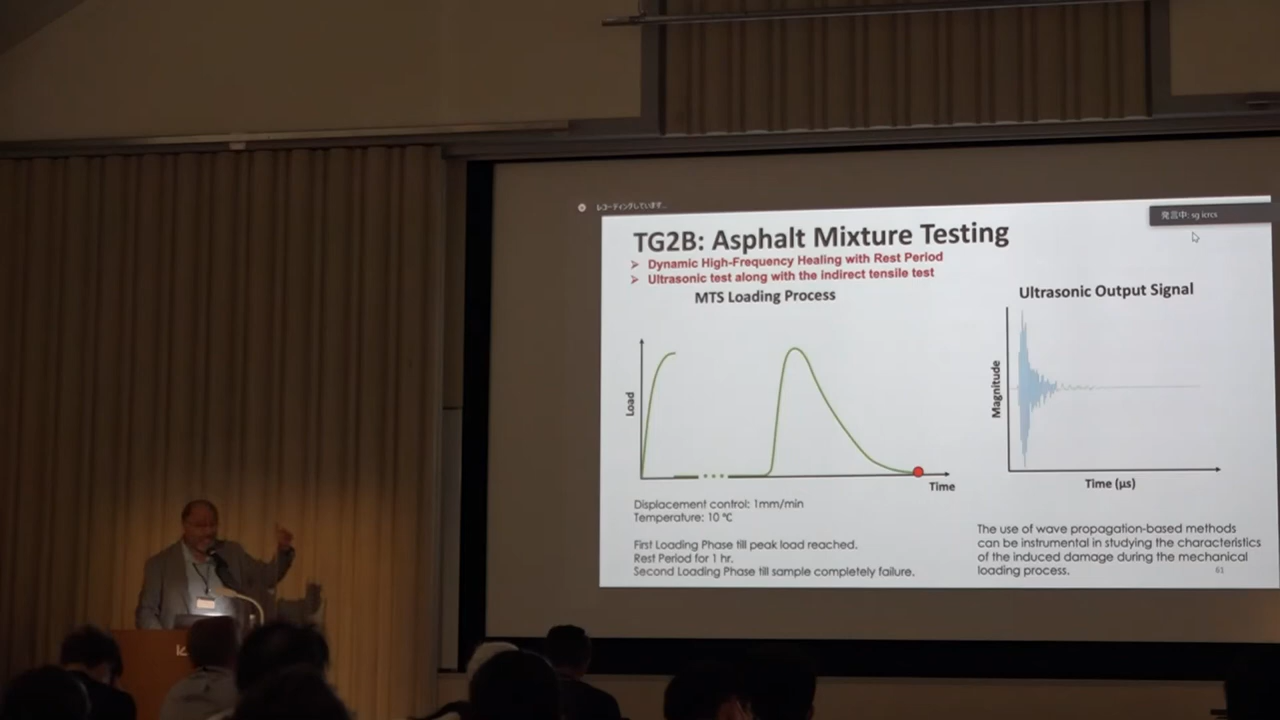 レコーディングしています...
発言中: sg icrcs
TG2B: Asphalt Mixture Testing
➢ Dynamic High-Frequency Healing with Rest Period
➢ Ultrasonic test along with the indirect tensile test
MTS Loading Process
Ultrasonic Output Signal
Load
Time
Magnitude
Time (µs)
Displacement control: 1mm/min
Temperature: 10 °C
First Loading Phase till peak load reached.
Rest Period for 1 hr.
Second Loading Phase till sample completely failure.
The use of wave propagation-based methods
can be instrumental in studying the characteristics
of the induced damage during the mechanical
loading process.
61